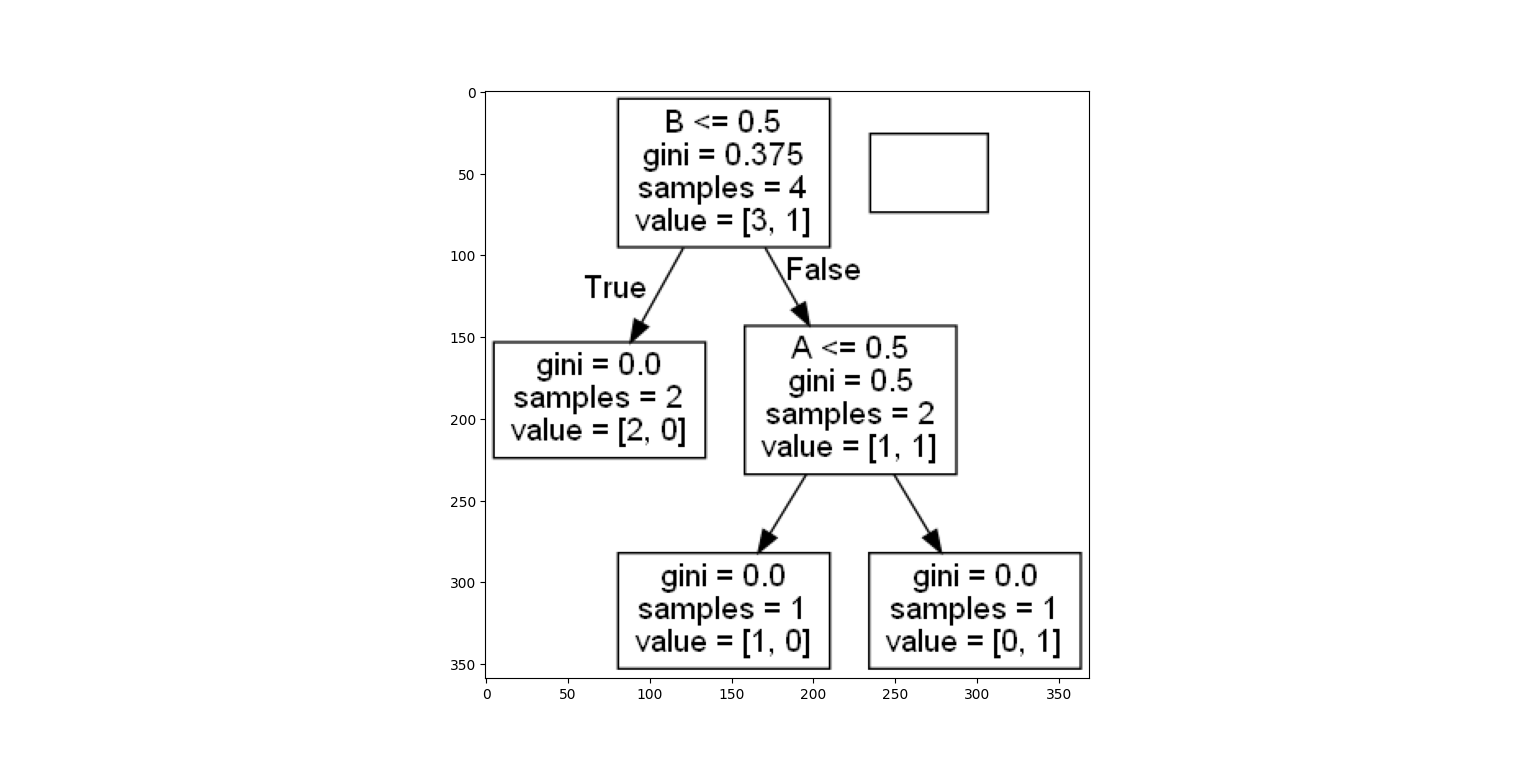 B <= 0.5
gini = 0.375
samples = 4
value = [3, 1]
True
False
gini = 0.0
samples = 2
value = [2, 0]
A <= 0.5
gini = 0.5
samples = 2
value = [1, 1]
gini = 0.0
samples = 1
value = [1, 0]
gini = 0.0
samples = 1
value = [0, 1]
0
50
100
150
200
250
300
350
0
50
100
150
200
250
300
350